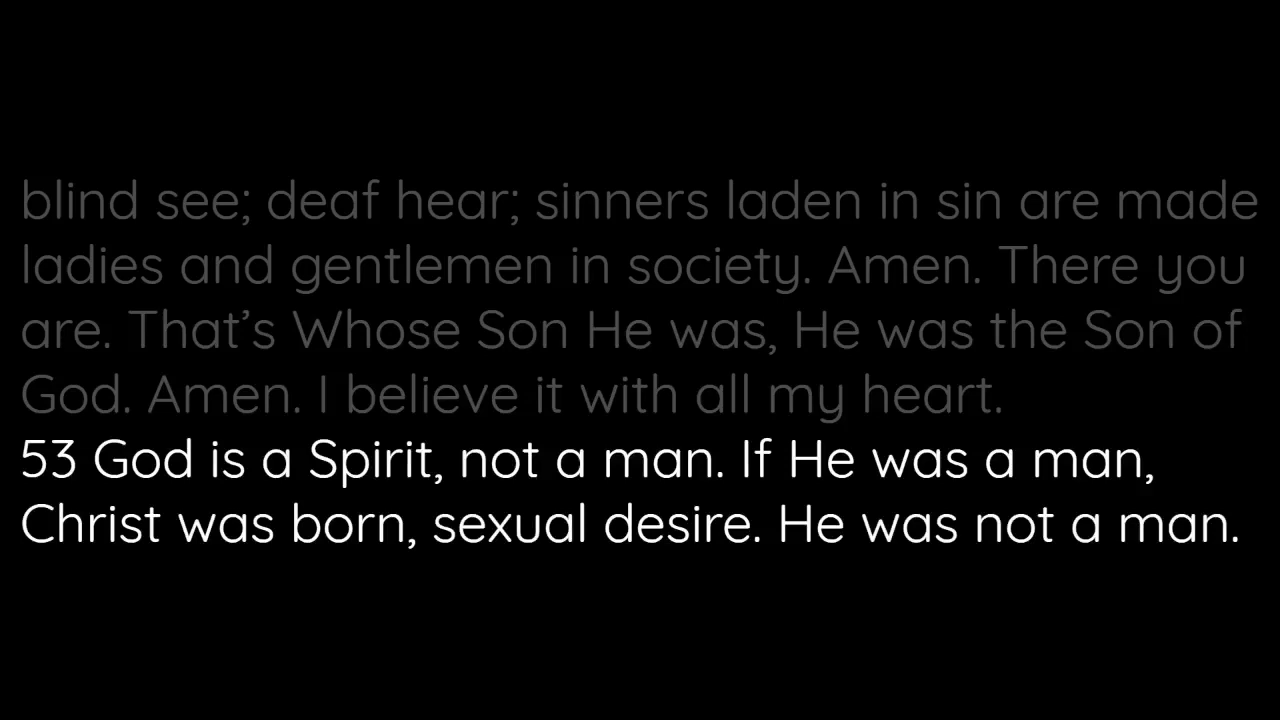 blind see; deaf hear; sinners laden in sin are made
ladies and gentlemen in society. Amen. There you
are. That’s Whose Son He was, He was the Son of
God. Amen. I believe it with all my heart.
53 God is a Spirit, not a man. If He was a man,
Christ was born, sexual desire. He was not a man.